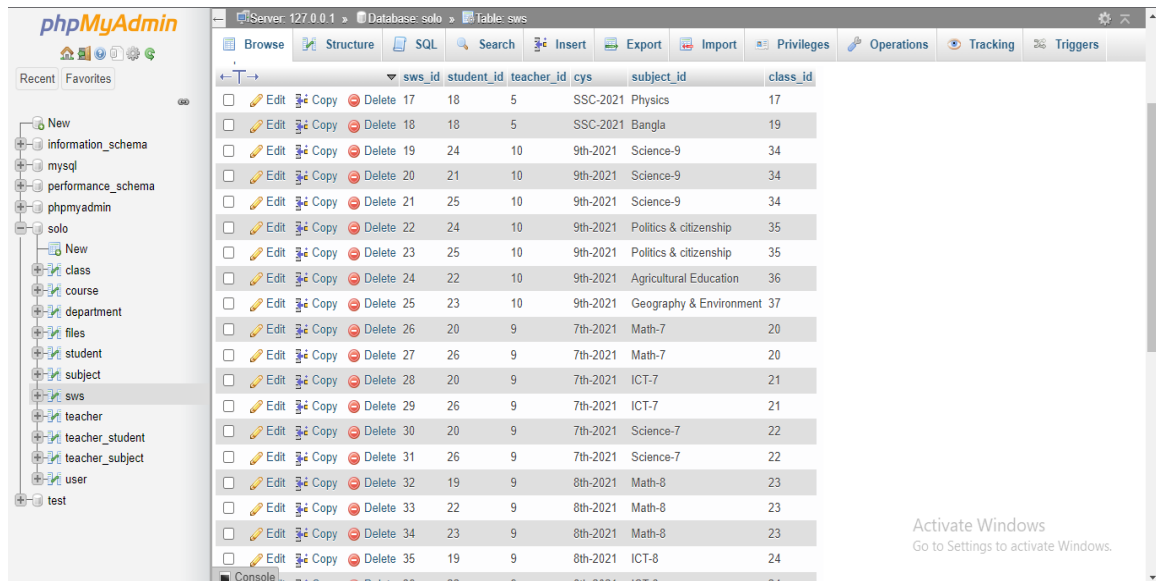 phpMyAdmin
Recent Favorites
New
information_schema
mysql
performance_schema
phpmyadmin
solo
New
class
course
department
files
student
subject
sws
teacher
teacher_student
teacher_subject
user
test
Server: 127.0.0.1 » Database: solo » Table: sws
Browse Structure SQL Search Insert Export Import Privileges Operations Tracking Triggers
sws_id student_id teacher_id cys subject_id class_id
Edit Copy Delete 17 18 5 SSC-2021 Physics 17
Edit Copy Delete 18 18 5 SSC-2021 Bangla 19
Edit Copy Delete 19 24 10 9th-2021 Science-9 34
Edit Copy Delete 20 21 10 9th-2021 Science-9 34
Edit Copy Delete 21 25 10 9th-2021 Science-9 34
Edit Copy Delete 22 24 10 9th-2021 Politics & citizenship 35
Edit Copy Delete 23 25 10 9th-2021 Politics & citizenship 35
Edit Copy Delete 24 22 10 9th-2021 Agricultural Education 36
Edit Copy Delete 25 23 10 9th-2021 Geography & Environment 37
Edit Copy Delete 26 20 9 7th-2021 Math-7 20
Edit Copy Delete 27 26 9 7th-2021 Math-7 20
Edit Copy Delete 28 20 9 7th-2021 ICT-7 21
Edit Copy Delete 29 26 9 7th-2021 ICT-7 21
Edit Copy Delete 30 20 9 7th-2021 Science-7 22
Edit Copy Delete 31 26 9 7th-2021 Science-7 22
Edit Copy Delete 32 19 9 8th-2021 Math-8 23
Edit Copy Delete 33 22 9 8th-2021 Math-8 23
Edit Copy Delete 34 23 9 8th-2021 Math-8 23
Edit Copy Delete 35 19 9 8th-2021 ICT-8 24
Console
Activate Windows
Go to Settings to activate Windows.